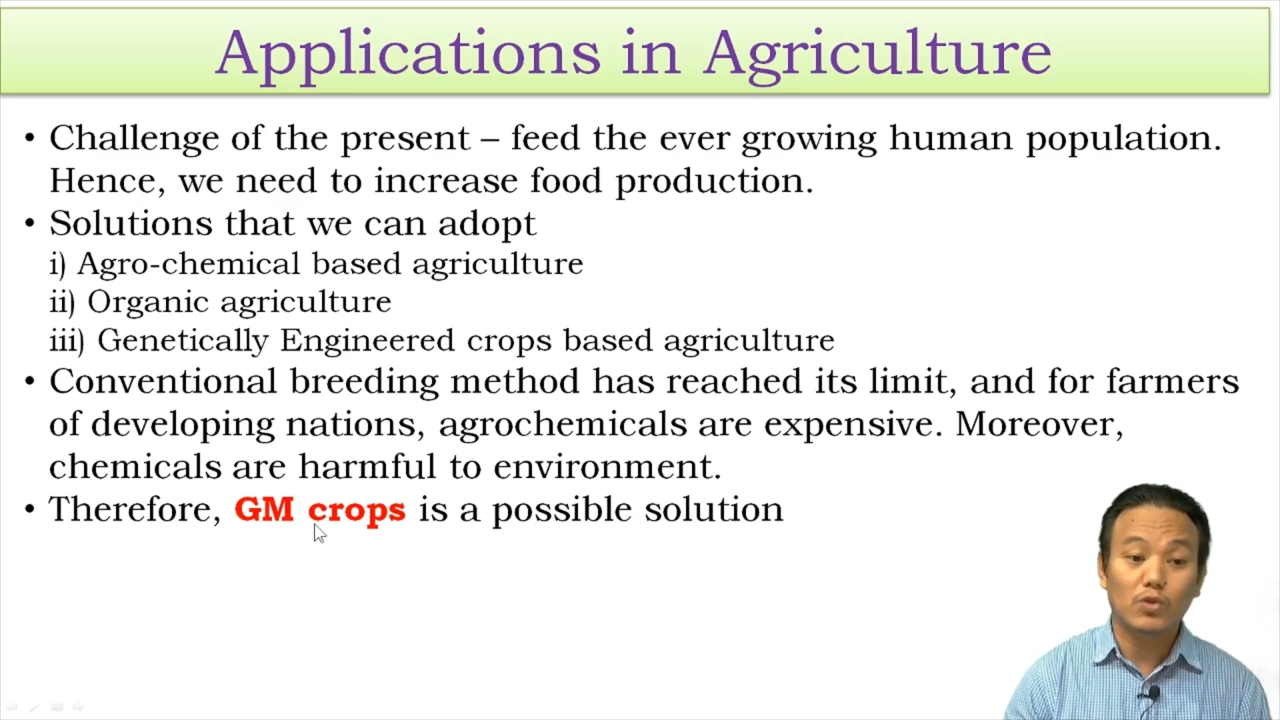 Applications in Agriculture
• Challenge of the present – feed the ever growing human population.
Hence, we need to increase food production.
• Solutions that we can adopt
i) Agro-chemical based agriculture
ii) Organic agriculture
iii) Genetically Engineered crops based agriculture
• Conventional breeding method has reached its limit, and for farmers
of developing nations, agrochemicals are expensive. Moreover,
chemicals are harmful to environment.
• Therefore, GM crops is a possible solution